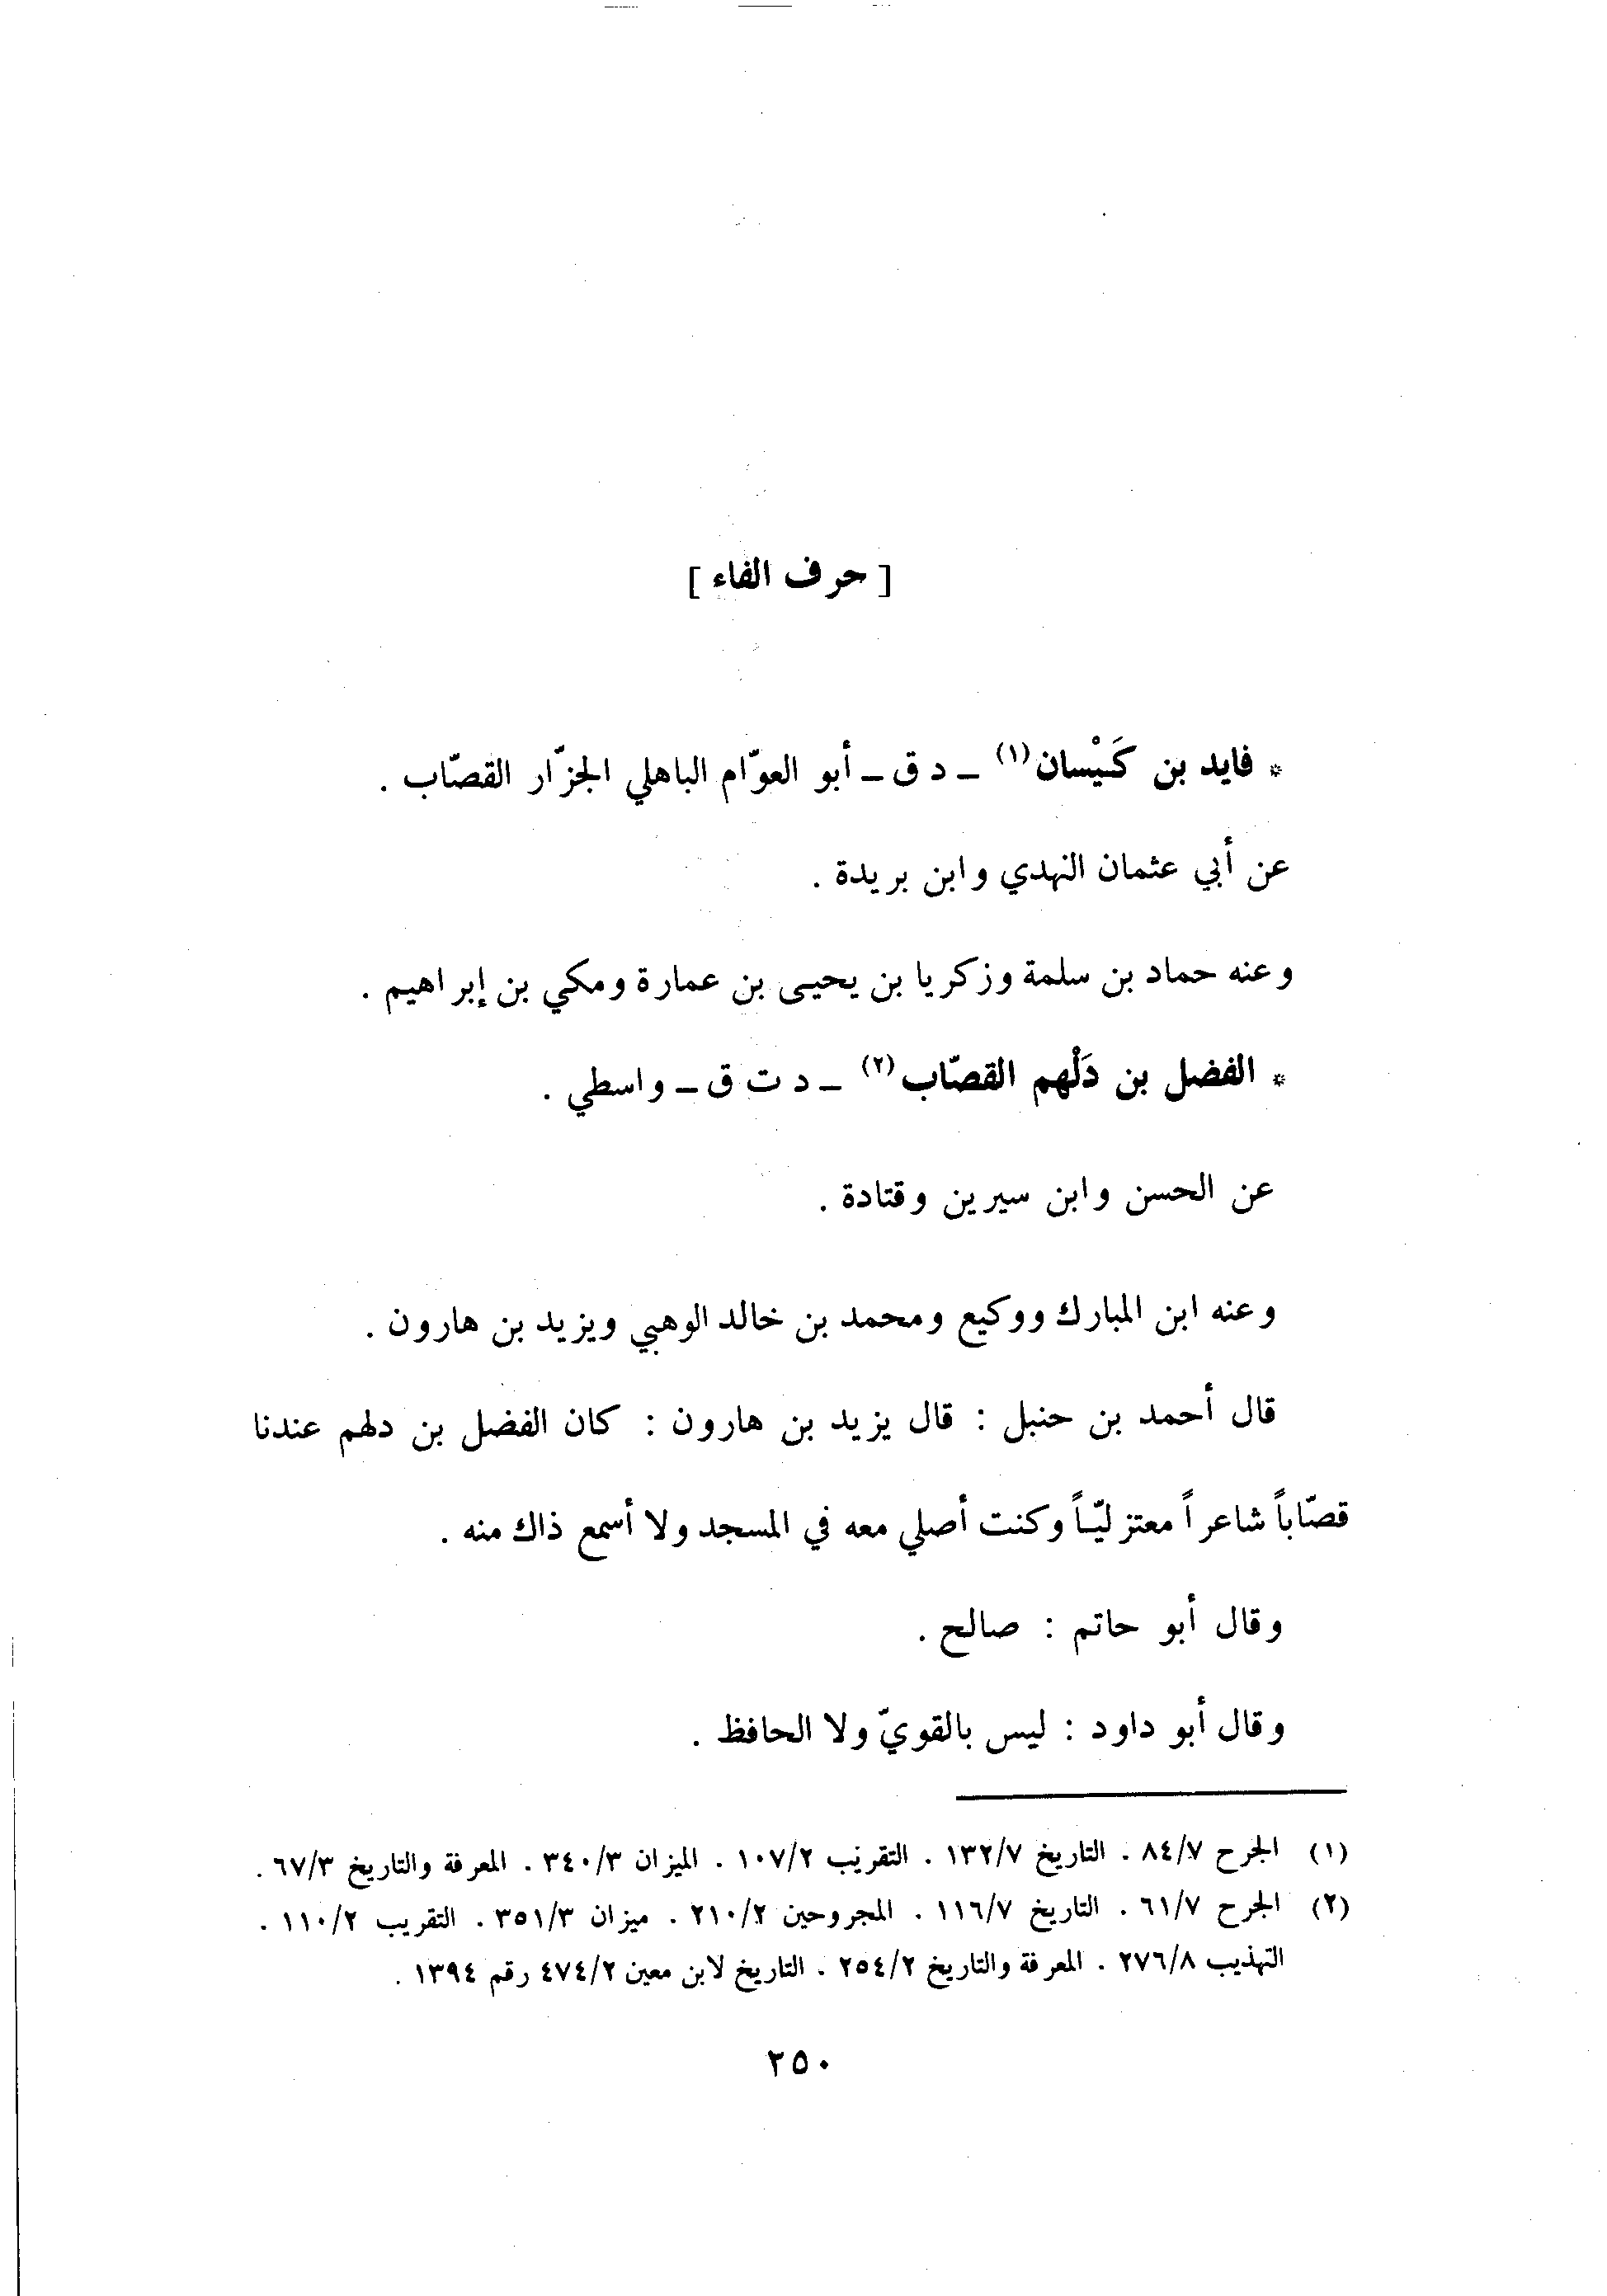 [ حرف الفاء ]
* فايد بن كَيْسان(١) ــ د ق ــ أبو العوّام الباهلي الجزّار القصّاب .
عن أبي عثمان النهدي وابن بريدة .
وعنه حماد بن سلمة وزكريا بن يحيى بن عمارة ومكي بن إبراهيم .
* الفضل بن دَلْهم القصّاب(٢) ــ د ت ق ــ واسطي .
عن الحسن وابن سيرين وقتادة .
وعنه ابن المبارك ووكيع ومحمد بن خالد الوهبي ويزيد بن هارون .
قال أحمد بن حنبل : قال يزيد بن هارون : كان الفضل بن دلهم عندنا
قصّاباً شاعراً معتزليّاً وكنت أصلي معه في المسجد ولا أسمع ذاك منه .
وقال أبو حاتم : صالح .
وقال أبو داود : ليس بالقويّ ولا الحافظ .
(١) الجرح ٨٤/٧ . التاريخ ١٣٢/٧ . التقريب ١٠٧/٢ . الميزان ٣٤٠/٣ . المعرفة والتاريخ ٦٧/٣ .
(٢) الجرح ٦١/٧ . التاريخ ١١٦/٧ . المجروحين ٢١٠/٢ . ميزان ٣٥١/٣ . التقريب ١١٠/٢ .
التهذيب ٢٧٦/٨ . المعرفة والتاريخ ٢٥٤/٢ . التاريخ لابن معين ٤٧٤/٢ رقم ١٣٩٤ .
٢٥٠